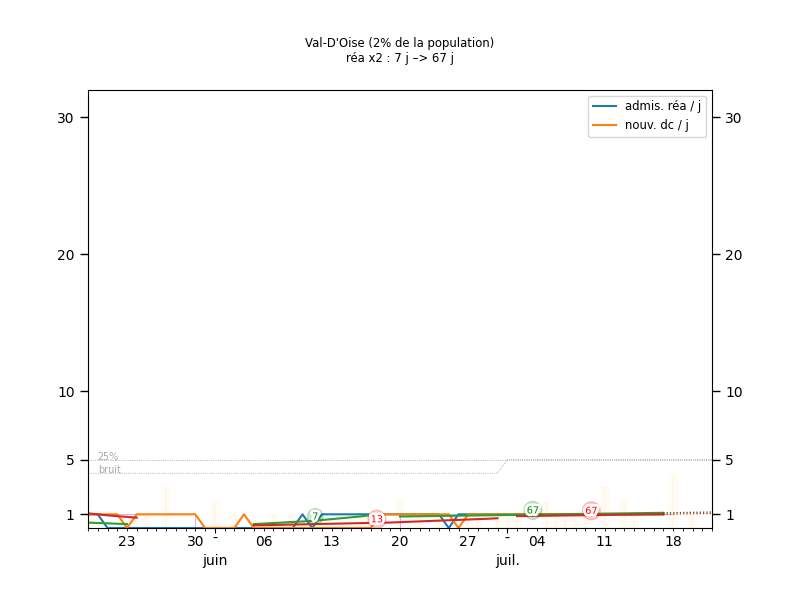 Val-D'Oise (2% de la population)
réa x2 : 7 j –> 67 j
admis. réa / j
nouv. dc / j
30 30
20 20
10 10
5 5
1 1
25%
bruit
7 13 67 67
23 30 - 06 13 20 27 - 04 11 18
juin juil.